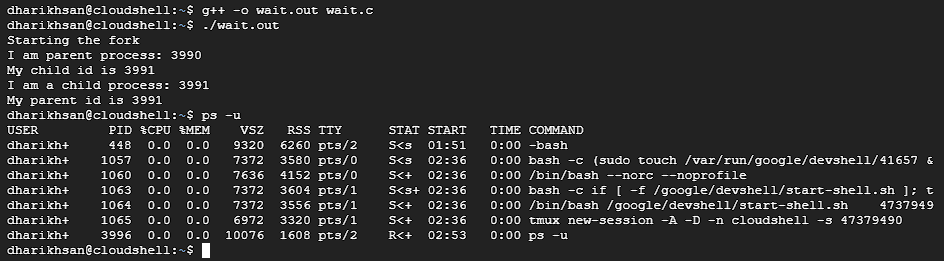 dharikhsan@cloudshell:~$ g++ -o wait.out wait.c
dharikhsan@cloudshell:~$ ./wait.out
Starting the fork
I am parent process: 3990
My child id is 3991
I am a child process: 3991
My parent id is 3991
dharikhsan@cloudshell:~$ ps -u
USER PID %CPU %MEM VSZ RSS TTY STAT START TIME COMMAND
dharikh+ 448 0.0 0.0 9320 6260 pts/2 S<s 01:51 0:00 -bash
dharikh+ 1057 0.0 0.0 7372 3580 pts/0 S<s 02:36 0:00 bash -c (sudo touch /var/run/google/devshell/41657 &
dharikh+ 1060 0.0 0.0 7636 4152 pts/0 S<+ 02:36 0:00 /bin/bash --norc --noprofile
dharikh+ 1063 0.0 0.0 7372 3604 pts/1 S<s+ 02:36 0:00 bash -c if [ -f /google/devshell/start-shell.sh ]; t
dharikh+ 1064 0.0 0.0 7372 3556 pts/1 S<+ 02:36 0:00 /bin/bash /google/devshell/start-shell.sh 4737949
dharikh+ 1065 0.0 0.0 6972 3320 pts/1 S<+ 02:36 0:00 tmux new-session -A -D -n cloudshell -s 47379490
dharikh+ 3996 0.0 0.0 10076 1608 pts/2 R<+ 02:53 0:00 ps -u
dharikhsan@cloudshell:~$